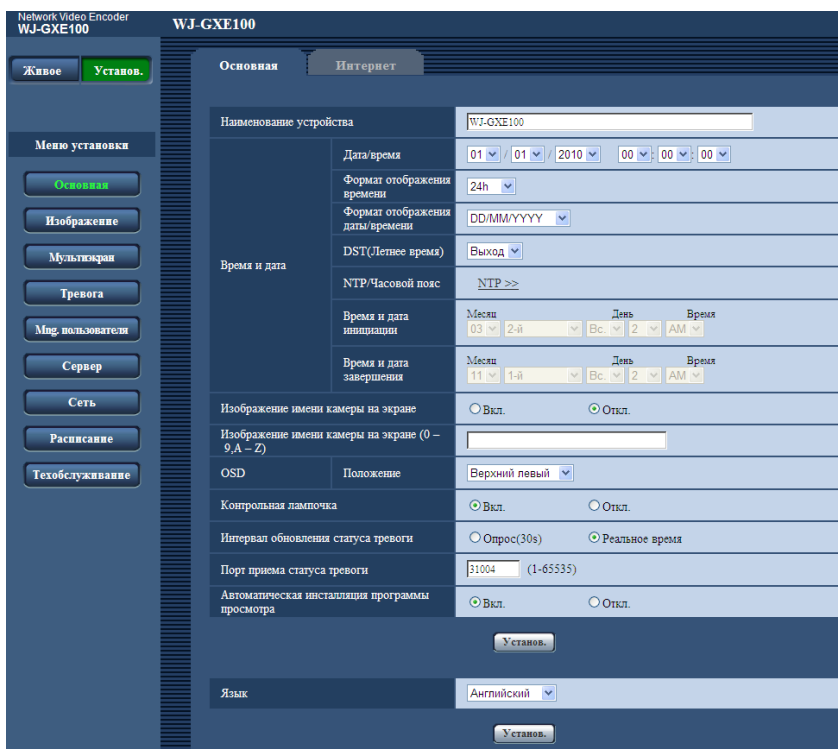 Network Video Encoder
WJ-GXE100
WJ-GXE100
Живое Установ.
Основная Интернет
Меню установки
Основная
Изображение
Мультиэкран
Тревога
Mng. пользователя
Сервер
Сеть
Расписание
Техобслуживание
Наименование устройства WJ-GXE100
Время и дата
Дата/время 01 / 01 / 2010 00 : 00 : 00
Формат отображения
времени
24h
Формат отображения
даты/времени
DD/MM/YYYY
DST(Летнее время) Выход
NTP/Часовой пояс NTP >>
Время и дата
инициации
Месяц День Время
03 2-й Вс. 2 AM
Время и дата
завершения
Месяц День Время
11 1-й Вс. 2 AM
Изображение имени камеры на экране Вкл. Откл.
Изображение имени камеры на экране (0 –
9,A – Z)
OSD Положение Верхний левый
Контрольная лампочка Вкл. Откл.
Интервал обновления статуса тревоги Опрос(30s) Реальное время
Порт приема статуса
тревоги
31004 (1-65535)
Автоматическая инсталляция программы
просмотра
Вкл. Откл.
Установ.
Язык Английский
Установ.